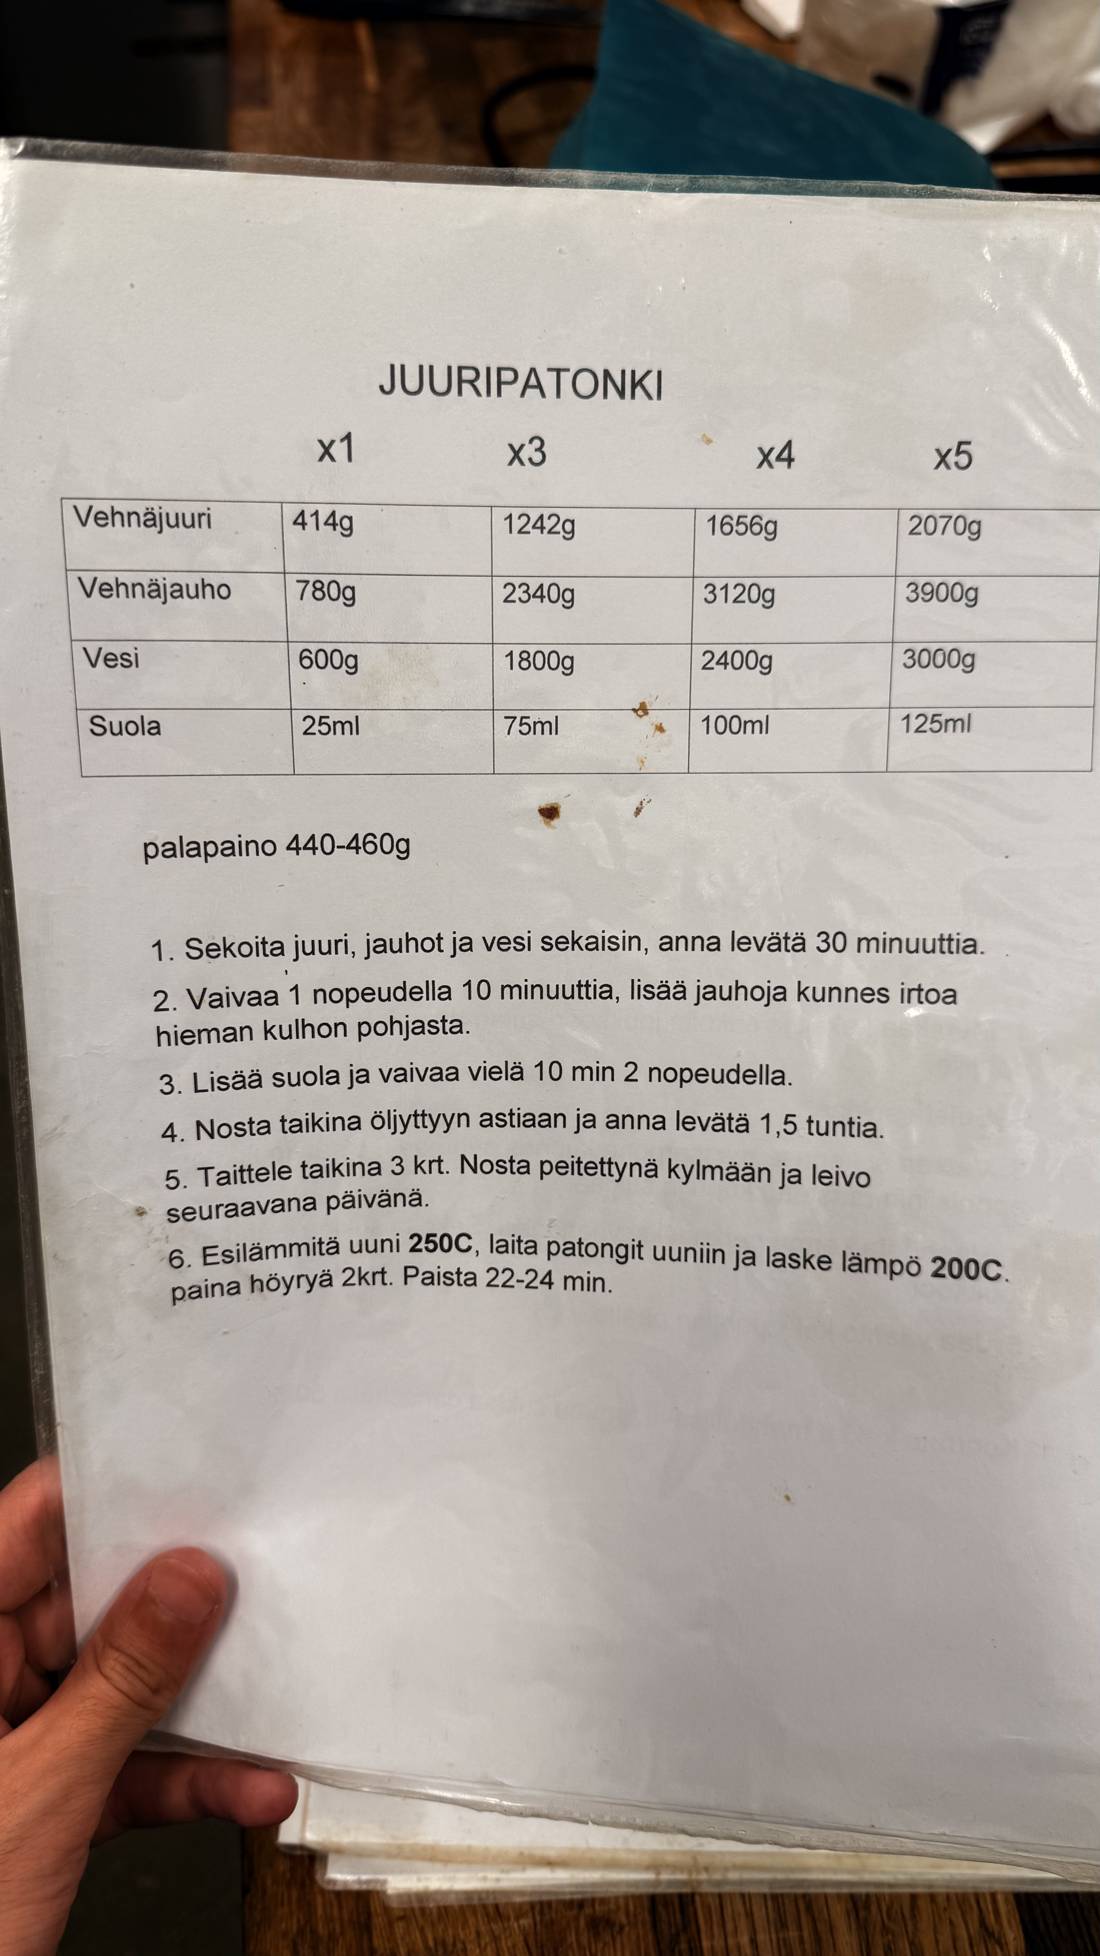 JUURIPATONKI
x1 x3 x4 x5
Vehnäjuuri 414g 1242g 1656g 2070g
Vehnäjauho 780g 2340g 3120g 3900g
Vesi 600g 1800g 2400g 3000g
Suola 25ml 75ml 100ml 125ml
palapaino 440-460g
1. Sekoita juuri, jauhot ja vesi sekaisin, anna levätä 30 minuuttia.
2. Vaivaa 1 nopeudella 10 minuuttia, lisää jauhoja kunnes irtoa
hieman kulhon pohjasta.
3. Lisää suola ja vaivaa vielä 10 min 2 nopeudella.
4. Nosta taikina öljyttyyn astiaan ja anna levätä 1,5 tuntia.
5. Taittele taikina 3 krt. Nosta peitettynä kylmään ja leivo
seuraavana päivänä.
6. Esilämmitä uuni 250C, laita patongit uuniin ja laske lämpö 200C.
paina höyryä 2krt. Paista 22-24 min.